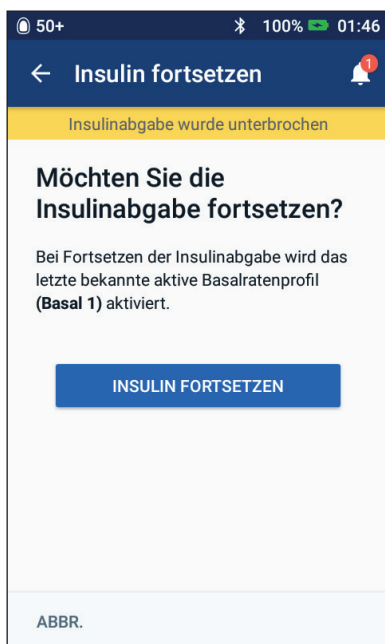 50+ 100% 01:46
Insulin fortsetzen 1
Insulinabgabe wurde unterbrochen
Möchten Sie die
Insulinabgabe fortsetzen?
Bei Fortsetzen der Insulinabgabe wird das
letzte bekannte aktive Basalratenprofil
(Basal 1) aktiviert.
INSULIN FORTSETZEN
ABBR.